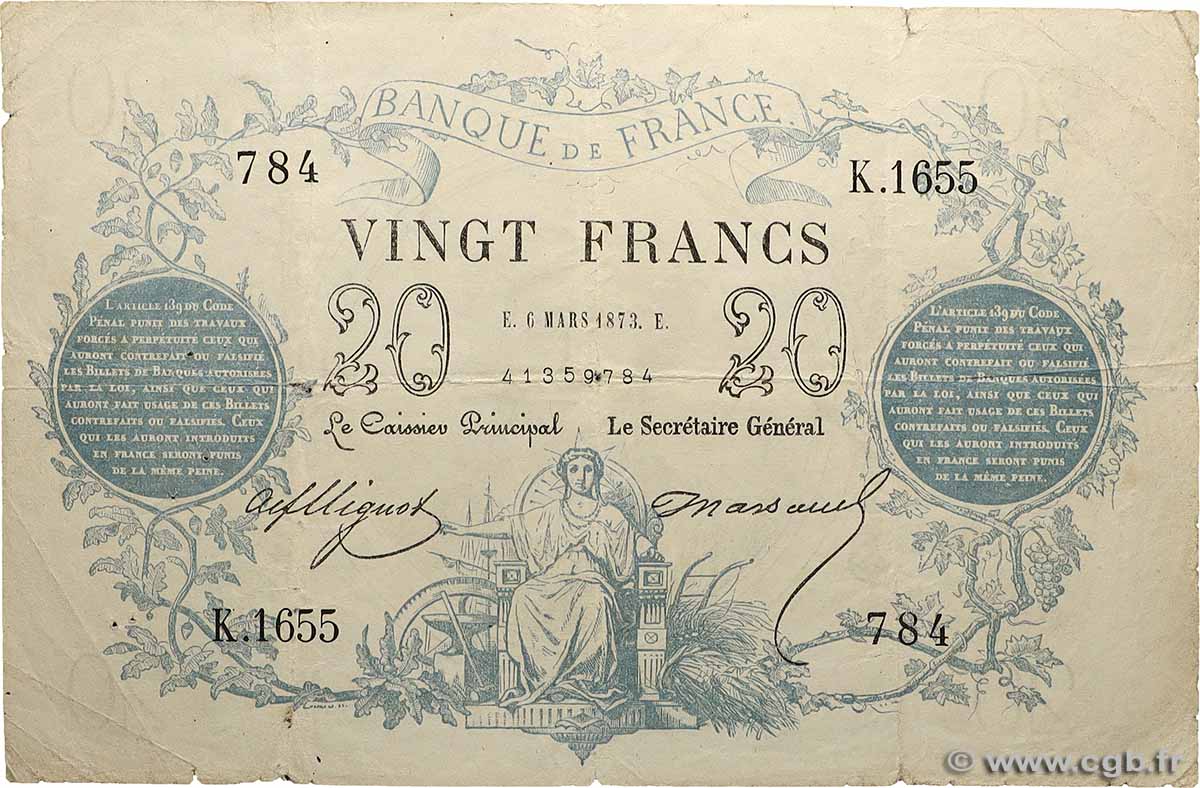 BANQUE DE FRANCE.
784
K.1655
VINGT FRANCS
20
E. 6 MARS 1873. E.
20
41359784
Le Caissier Principal
Le Secrétaire Général
L'ARTICLE 139 DU CODE
PÉNAL PUNIT DES TRAVAUX
FORCÉS A PERPÉTUITÉ CEUX QUI
AURONT CONTREFAIT OU FALSIFIÉ
LES BILLETS DE BANQUES AUTORISÉES
PAR LA LOI, AINSI QUE CEUX QUI
AURONT FAIT USAGE DE CES BILLETS
CONTREFAITS OU FALSIFIÉS. CEUX
QUI LES AURONT INTRODUITS
EN FRANCE SERONT PUNIS
DE LA MÊME PEINE.
L'ARTICLE 139 DU CODE
PÉNAL PUNIT DES TRAVAUX
FORCÉS A PERPÉTUITÉ CEUX QUI
AURONT CONTREFAIT OU FALSIFIÉ
LES BILLETS DE BANQUES AUTORISÉES
PAR LA LOI, AINSI QUE CEUX QUI
AURONT FAIT USAGE DE CES BILLETS
CONTREFAITS OU FALSIFIÉS. CEUX
QUI LES AURONT INTRODUITS
EN FRANCE SERONT PUNIS
DE LA MÊME PEINE.
K.1655
784
© www.cgb.fr